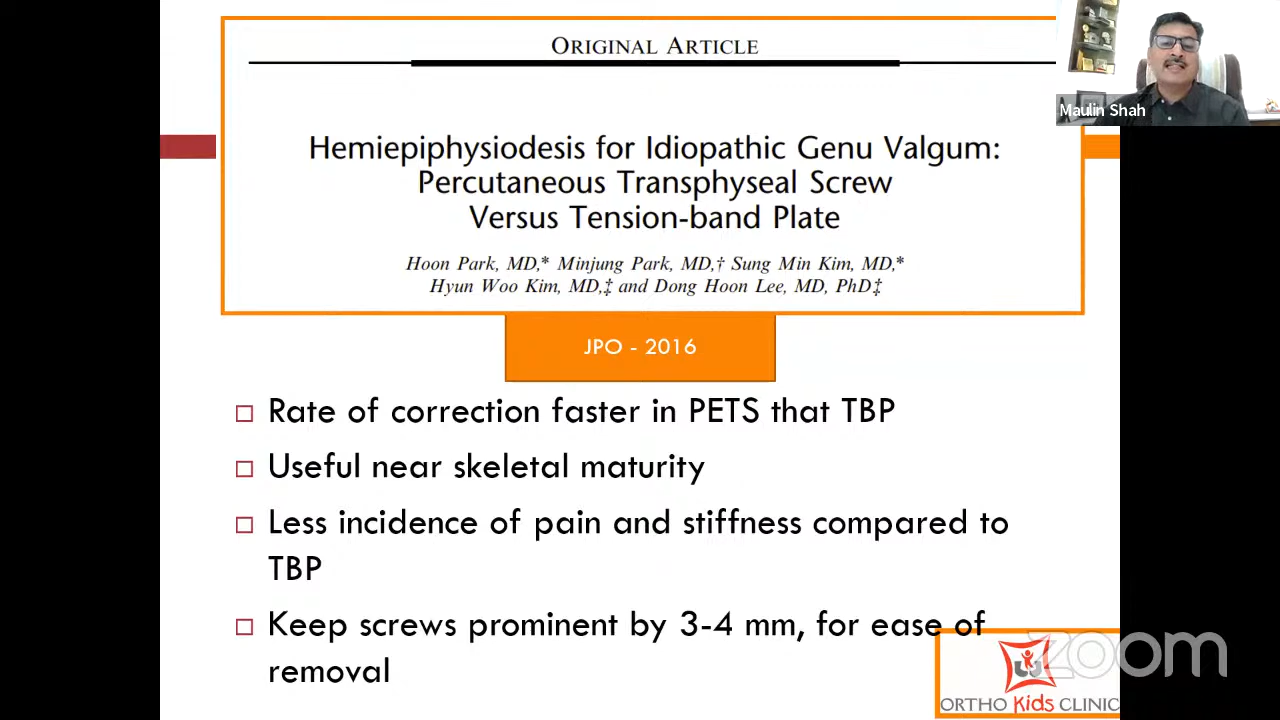 ORIGINAL ARTICLE
Maulin Shah
Hemiepiphysiodesis for Idiopathic Genu Valgum:
Percutaneous Transphyseal Screw
Versus Tension-band Plate
Hoon Park, MD,* Minjung Park, MD,† Sung Min Kim, MD,*
Hyun Woo Kim, MD,‡ and Dong Hoon Lee, MD, PhD‡
JPO - 2016
Rate of correction faster in PETS that TBP
Useful near skeletal maturity
Less incidence of pain and stiffness compared to
TBP
Keep screws prominent by 3-4 mm, for ease of
removal
zoom
ORTHO Kids CLINIC